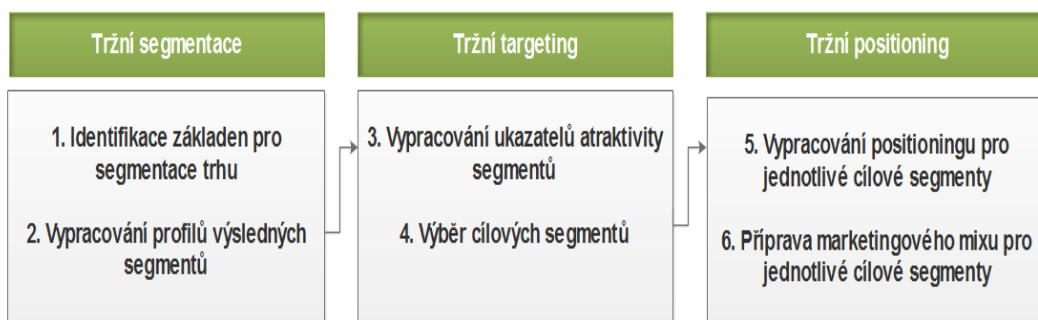 Tržní segmentace
1. Identifikace základen pro
segmentace trhu
2. Vypracování profilů výsledných
segmentů
Tržní targeting
3. Vypracování ukazatelů atraktivity
segmentů
4. Výběr cílových segmentů
Tržní positioning
5. Vypracování positioningu pro
jednotlivé cílové segmenty
6. Příprava marketingového mixu pro
jednotlivé cílové segmenty